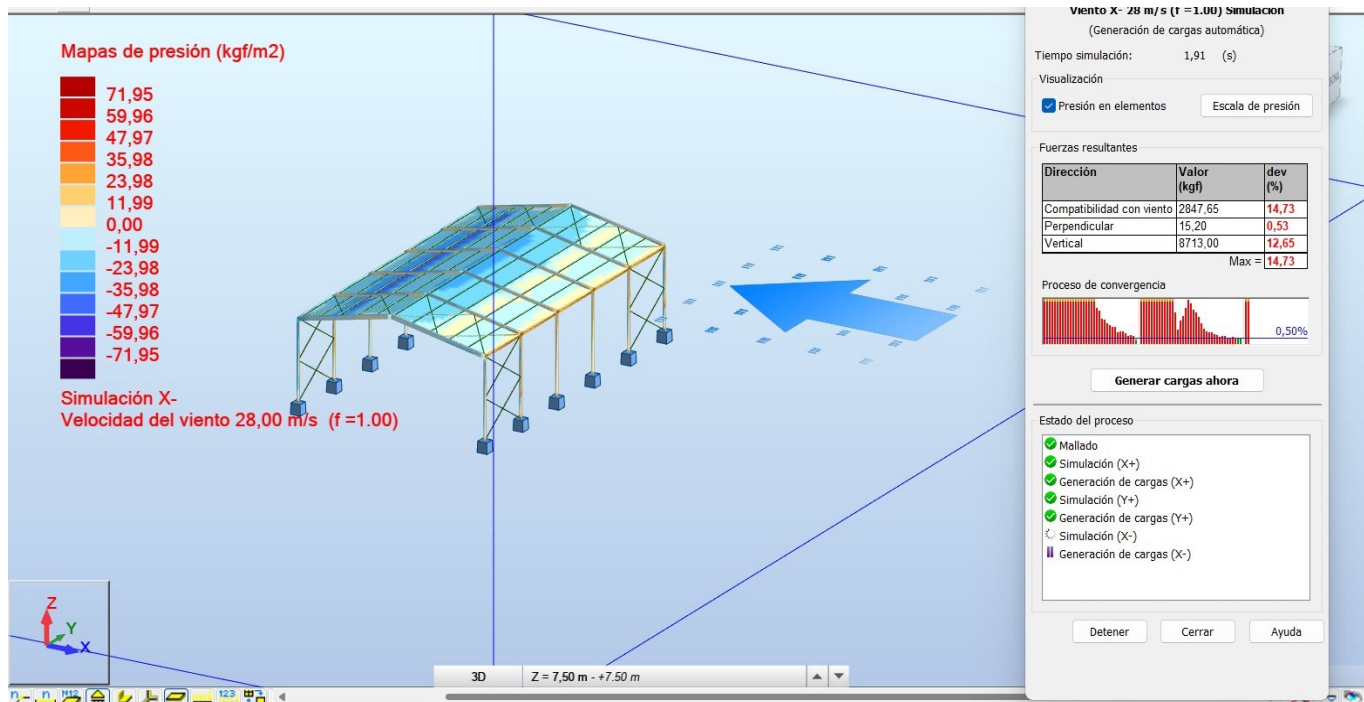 Mapas de presión (kgf/m2)
71,95
59,96
47,97
35,98
23,98
11,99
0,00
-11,99
-23,98
-35,98
-47,97
-59,96
-71,95
Simulación X-
Velocidad del viento 28,00 m/s (f =1.00)
Z
Y
X
3D
Z = 7,50 m - +7.50 m
Viento X- 28 m/s (f =1.00) Simulación
(Generación de cargas automática)
Tiempo simulación: 1,91 (s)
Visualización
Presión en elementos
Escala de presión
Fuerzas resultantes
Dirección Valor (kgf) dev (%)
Compatibilidad con viento 2847,65 14,73
Perpendicular 15,20 0,53
Vertical 8713,00 12,65
Max = 14,73
Proceso de convergencia
0,50%
Generar cargas ahora
Estado del proceso
Mallado
Simulación (X+)
Generación de cargas (X+)
Simulación (Y+)
Generación de cargas (Y+)
Simulación (X-)
Generación de cargas (X-)
Detener Cerrar Ayuda
n n N12 123